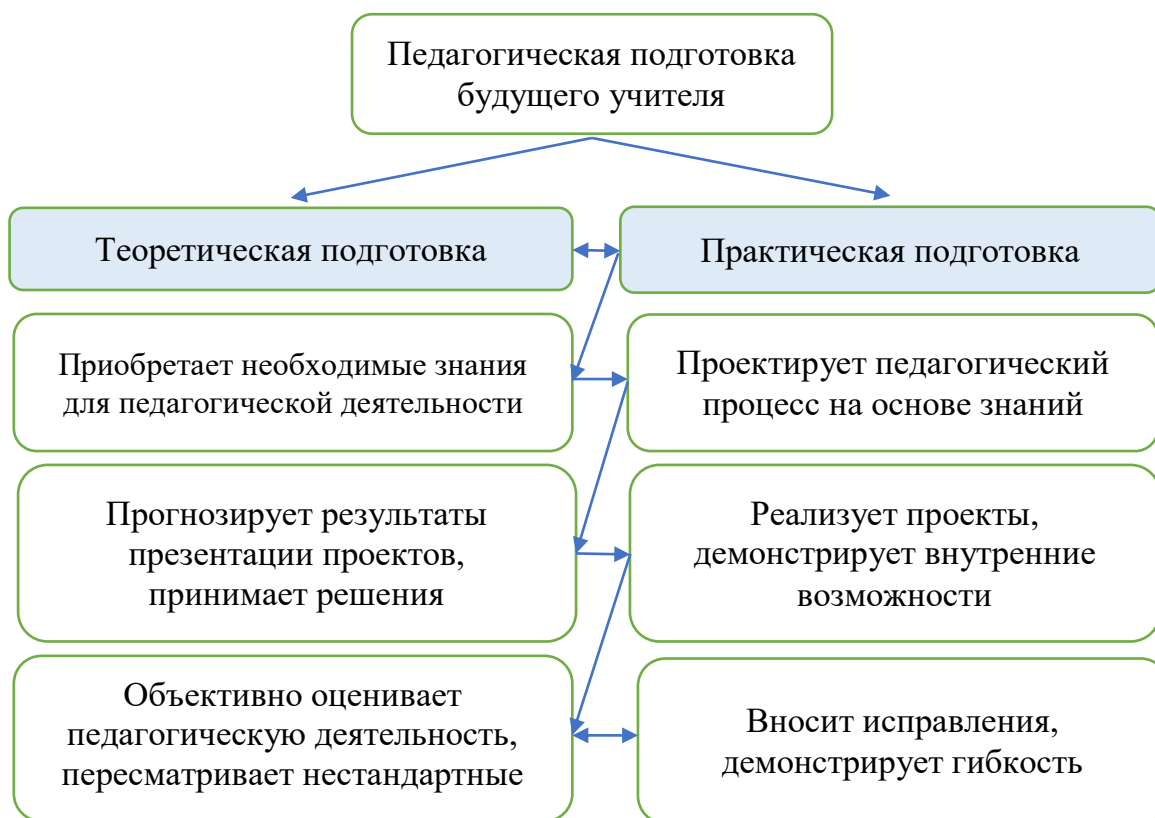 Педагогическая подготовка
будущего учителя
Теоретическая подготовка
Практическая подготовка
Приобретает необходимые знания
для педагогической деятельности
Проектирует педагогический
процесс на основе знаний
Прогнозирует результаты
презентации проектов,
принимает решения
Реализует проекты,
демонстрирует внутренние
возможности
Объективно оценивает
педагогическую деятельность,
пересматривает нестандартные
Вносит исправления,
демонстрирует гибкость